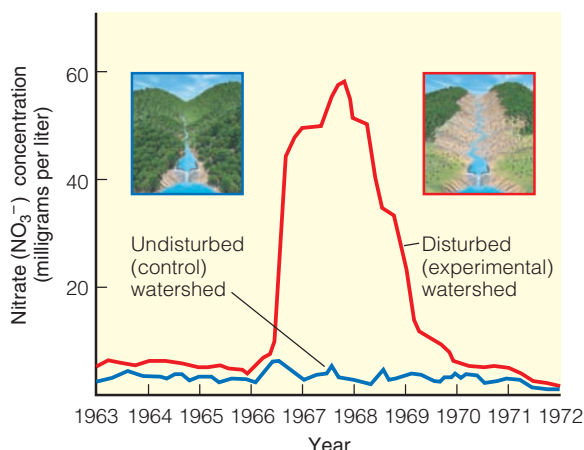 Nitrate (NO₃⁻) concentration
(milligrams per liter)
60
40
20
Undisturbed
(control)
watershed
Disturbed
(experimental)
watershed
1963 1964 1965 1966 1967 1968 1969 1970 1971 1972
Year